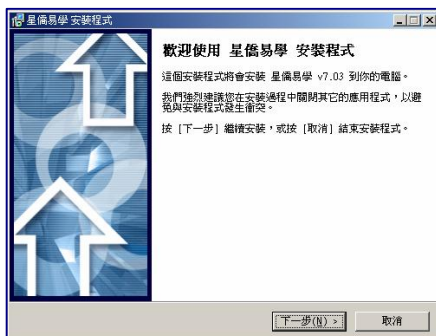 星僑易學 安裝程式
歡迎使用 星僑易學 安裝程式
這個安裝程式將會安裝 星僑易學 v7.03 到你的電腦。
我們強烈建議您在安裝過程中關閉其它的應用程式，以避
免與安裝程式發生衝突。
按 [下一步] 繼續安裝，或按 [取消] 結束安裝程式。
下一步(N) >
取消